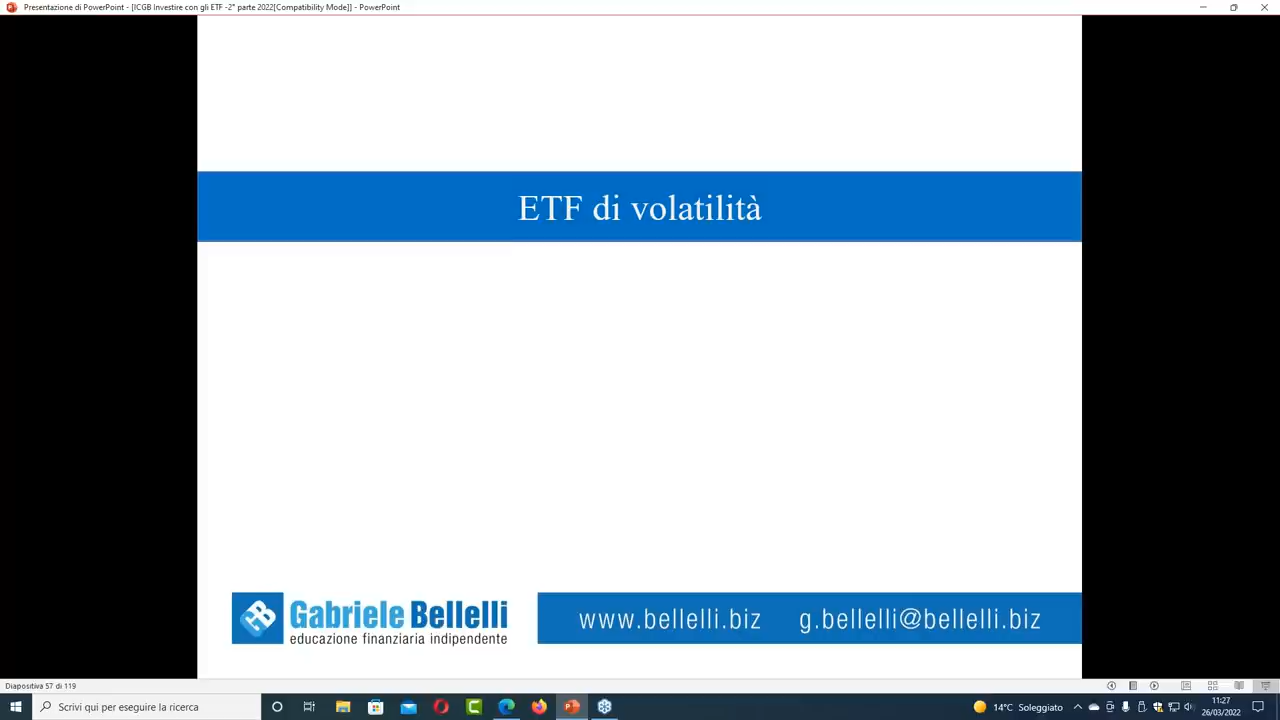 Presentazione di PowerPoint - [ICGB Investire con gli ETF -2° parte 2022[Compatibility Mode]] - PowerPoint
ETF di volatilità
Gabriele Bellelli
educazione finanziaria indipendente
www.bellelli.biz g.bellelli@bellelli.biz
Diapositiva 57 di 119
Scrivi qui per eseguire la ricerca
14°C Soleggiato
11:27
26/03/2022